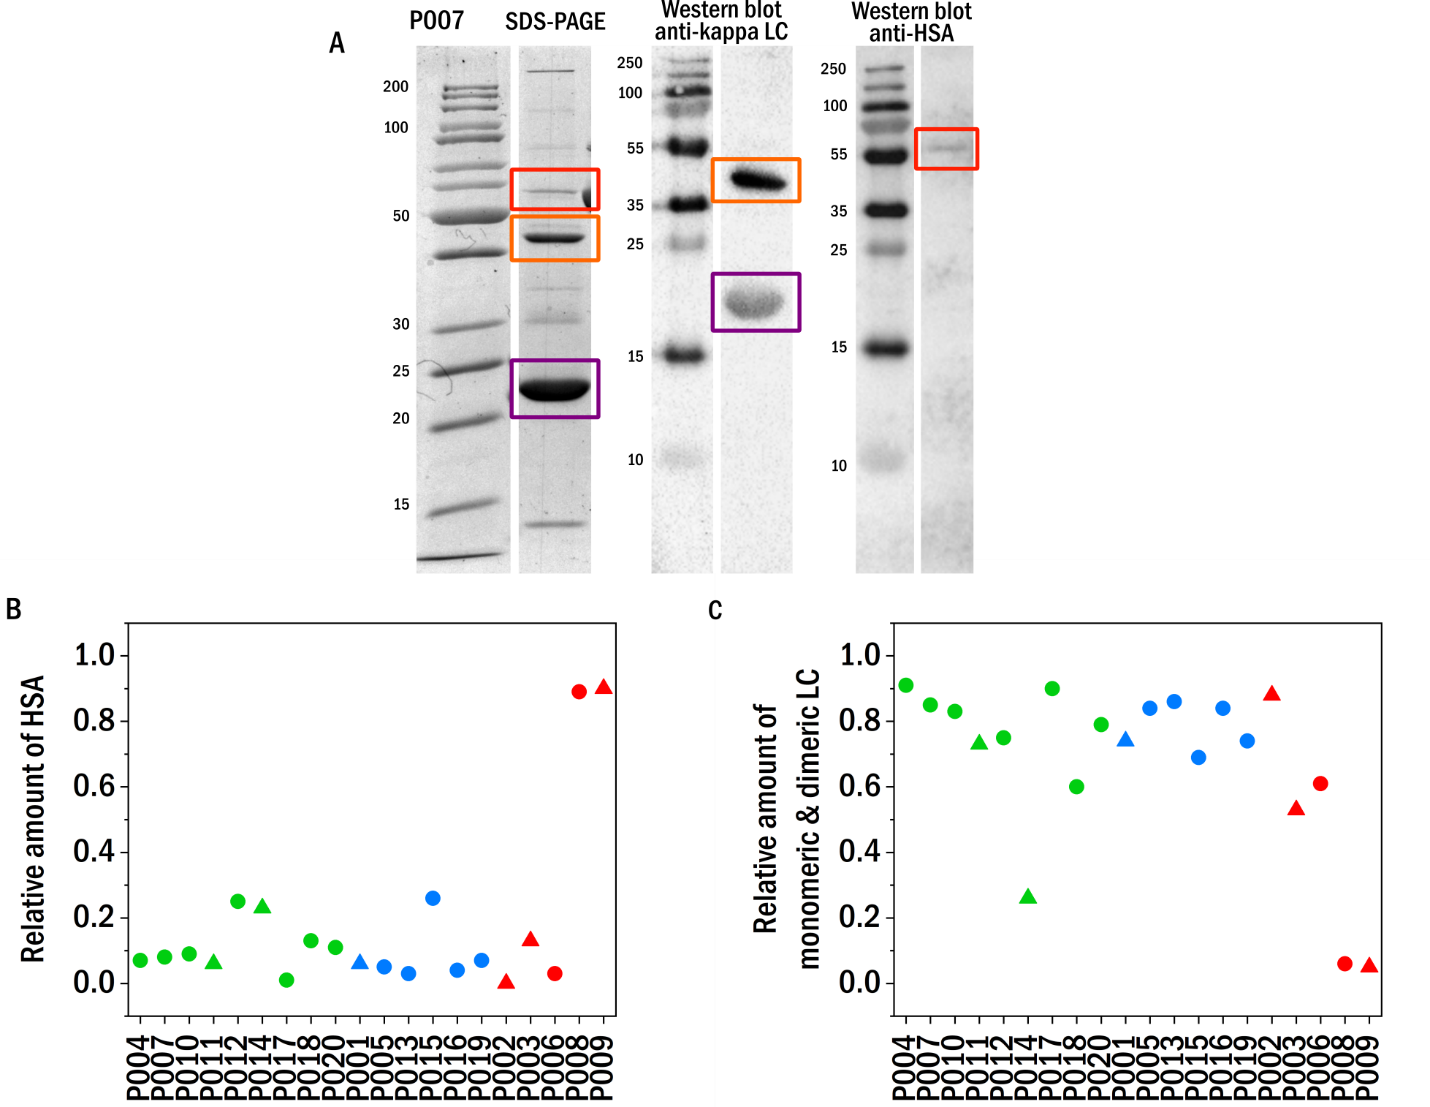 A
P007
SDS-PAGE
Western blot
anti-kappa LC
Western blot
anti-HSA
200
100
50
30
25
20
15
250
100
55
35
25
15
10
250
100
55
35
25
15
10
B
Relative amount of HSA
1.0
0.8
0.6
0.4
0.2
0.0
P004
P007
P010
P011
P012
P014
P017
P018
P020
P001
P005
P013
P015
P016
P019
P002
P003
P006
P008
P009
C
Relative amount of
monomeric & dimeric LC
1.0
0.8
0.6
0.4
0.2
0.0
P004
P007
P010
P011
P012
P014
P017
P018
P020
P001
P005
P013
P015
P016
P019
P002
P003
P006
P008
P009